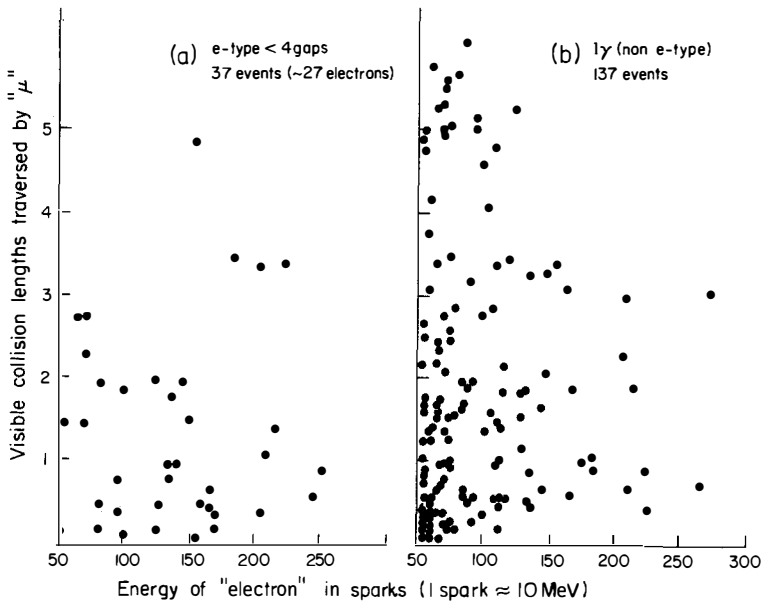 (a) e-type < 4 gaps
37 events (~27 electrons)
(b) 1γ (non e-type)
137 events
Visible collision lengths traversed by "μ"
5
4
3
2
1
50 100 150 200 250
50 100 150 200 250 300
Energy of "electron" in sparks (1 spark ≈ 10 MeV)